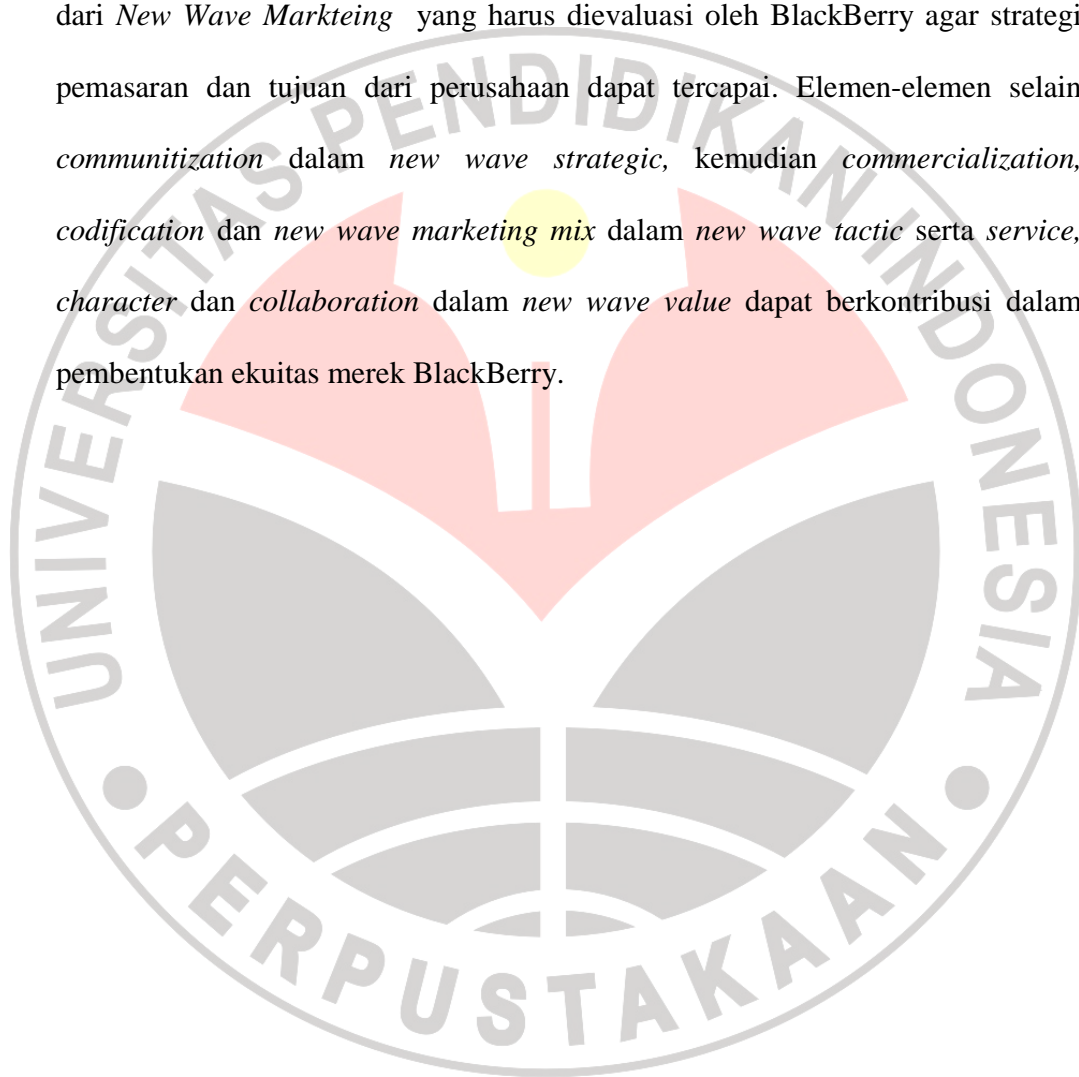 dari New Wave Markteing yang harus dievaluasi oleh BlackBerry agar strategi
pemasaran dan tujuan dari perusahaan dapat tercapai. Elemen-elemen selain
communitization dalam new wave strategic, kemudian commercialization,
codification dan new wave marketing mix dalam new wave tactic serta service,
character dan collaboration dalam new wave value dapat berkontribusi dalam
pembentukan ekuitas merek BlackBerry.
UNIVERSITAS PENDIDIKAN INDONESIA
PERPUSTAKAAN